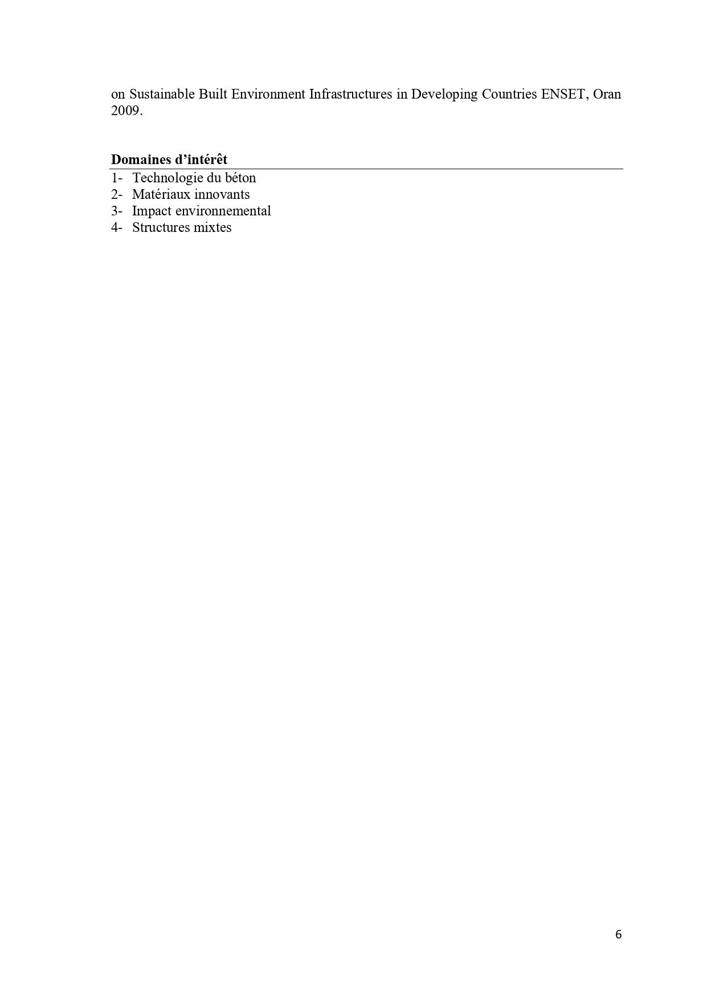 on Sustainable Built Environment Infrastructures in Developing Countries ENSET, Oran
2009.
Domaines d’intérêt
1- Technologie du béton
2- Matériaux innovants
3- Impact environnemental
4- Structures mixtes
6